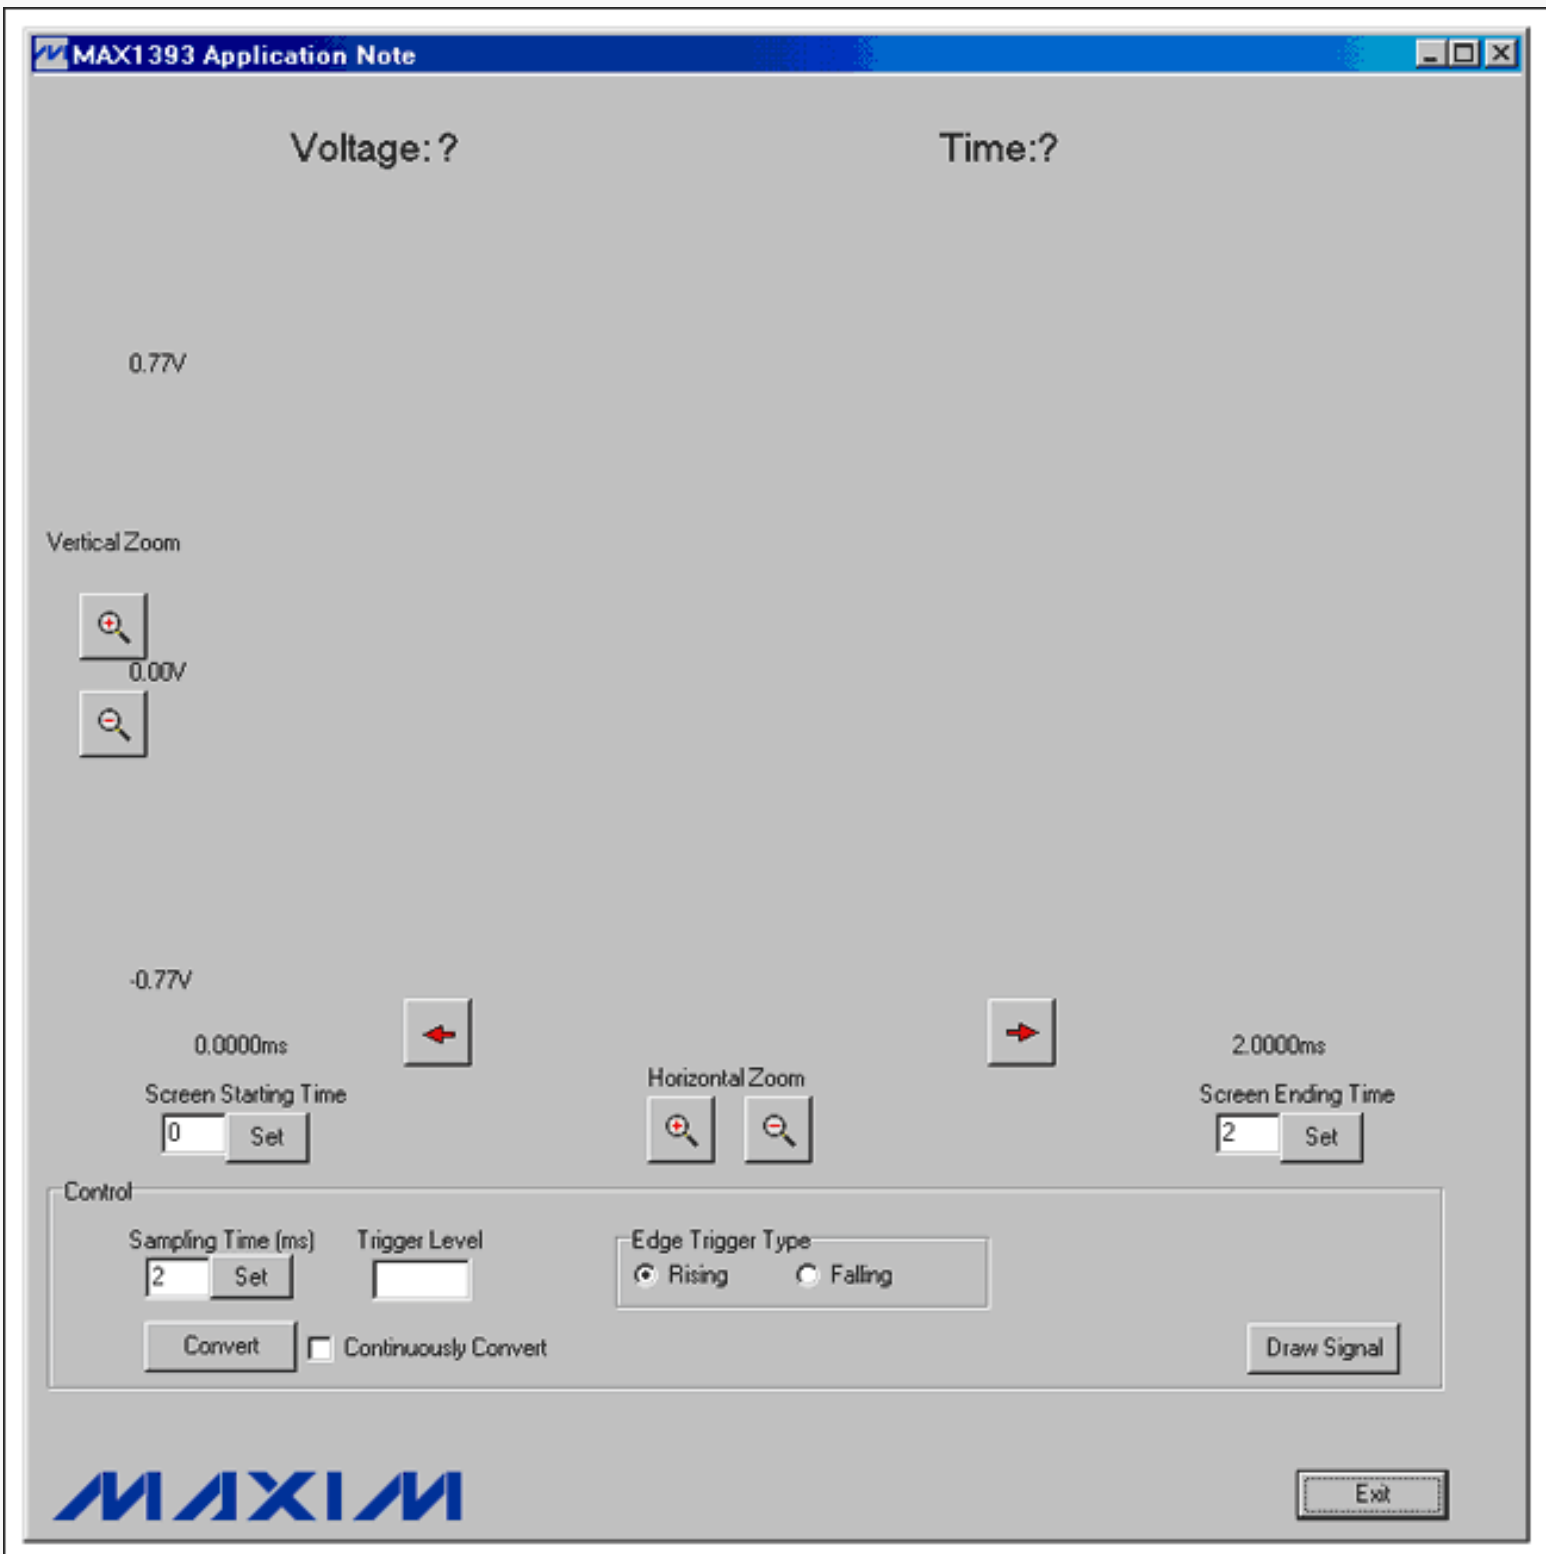 MAX1393 Application Note
Voltage: ?
Time:?
0.77V
Vertical Zoom
0.00V
-0.77V
0.0000ms
2.0000ms
Horizontal Zoom
Screen Starting Time
Screen Ending Time
0 Set
2 Set
Control
Sampling Time (ms)
Trigger Level
Edge Trigger Type
2 Set
Rising
Falling
Convert
Continuously Convert
Draw Signal
MAXIM
Exit